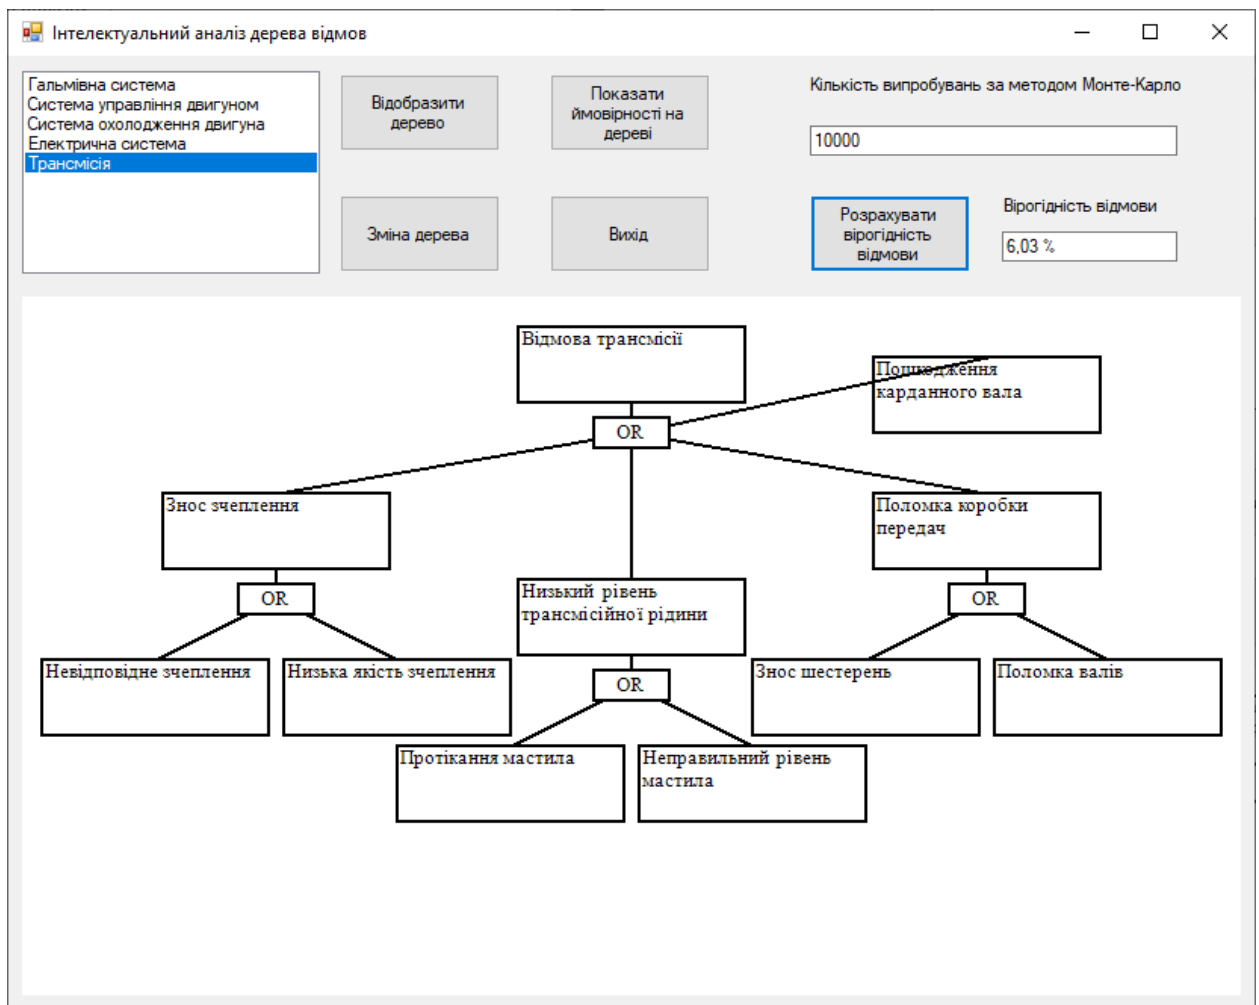 Інтелектуальний аналіз дерева відмов
Гальмівна система
Система управління двигуном
Система охолодження двигуна
Електрична система
Трансмісія
Відобразити
дерево
Показати
ймовірності на
дереві
Кількість випробувань за методом Монте-Карло
10000
Зміна дерева
Вихід
Розрахувати
вірогідність
відмови
Вірогідність відмови
6,03 %
Відмова трансмісії
Пошкодження
карданного вала
OR
Знос зчеплення
Поломка коробки
передач
OR
Низький рівень
трансмісійної рідини
OR
Невідповідне зчеплення
Низька якість зчеплення
OR
Знос шестерень
Поломка валів
Протікання мастила
Неправильний рівень
мастила